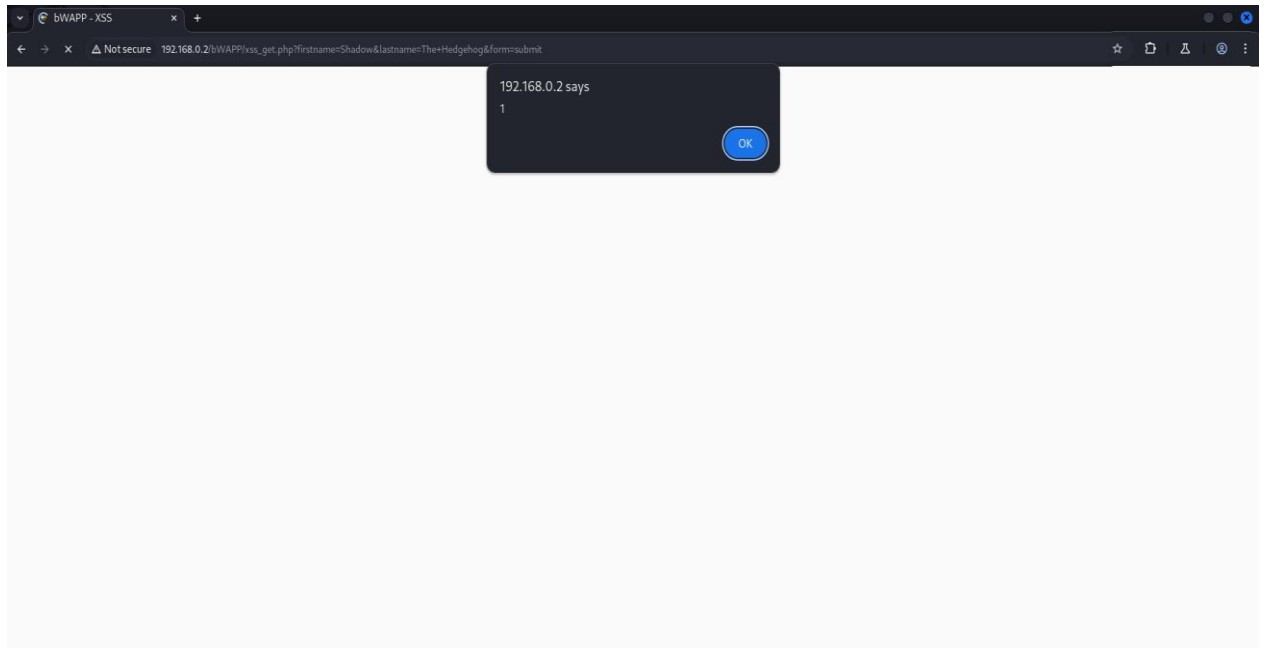 bWAPP - XSS
Not secure 192.168.0.2/bWAPP/xss_get.php?firstname=Shadow&lastname=The+Hedgehog&form=submit
192.168.0.2 says
1
OK